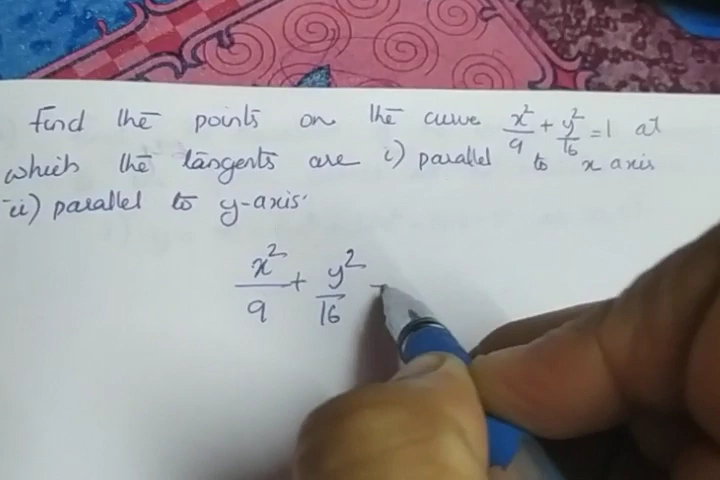 Find the points on the curve x²/9 + y²/16 = 1 at
which the tangents are i) parallel to x axis
ii) parallel to y-axis.
x²/9 + y²/16